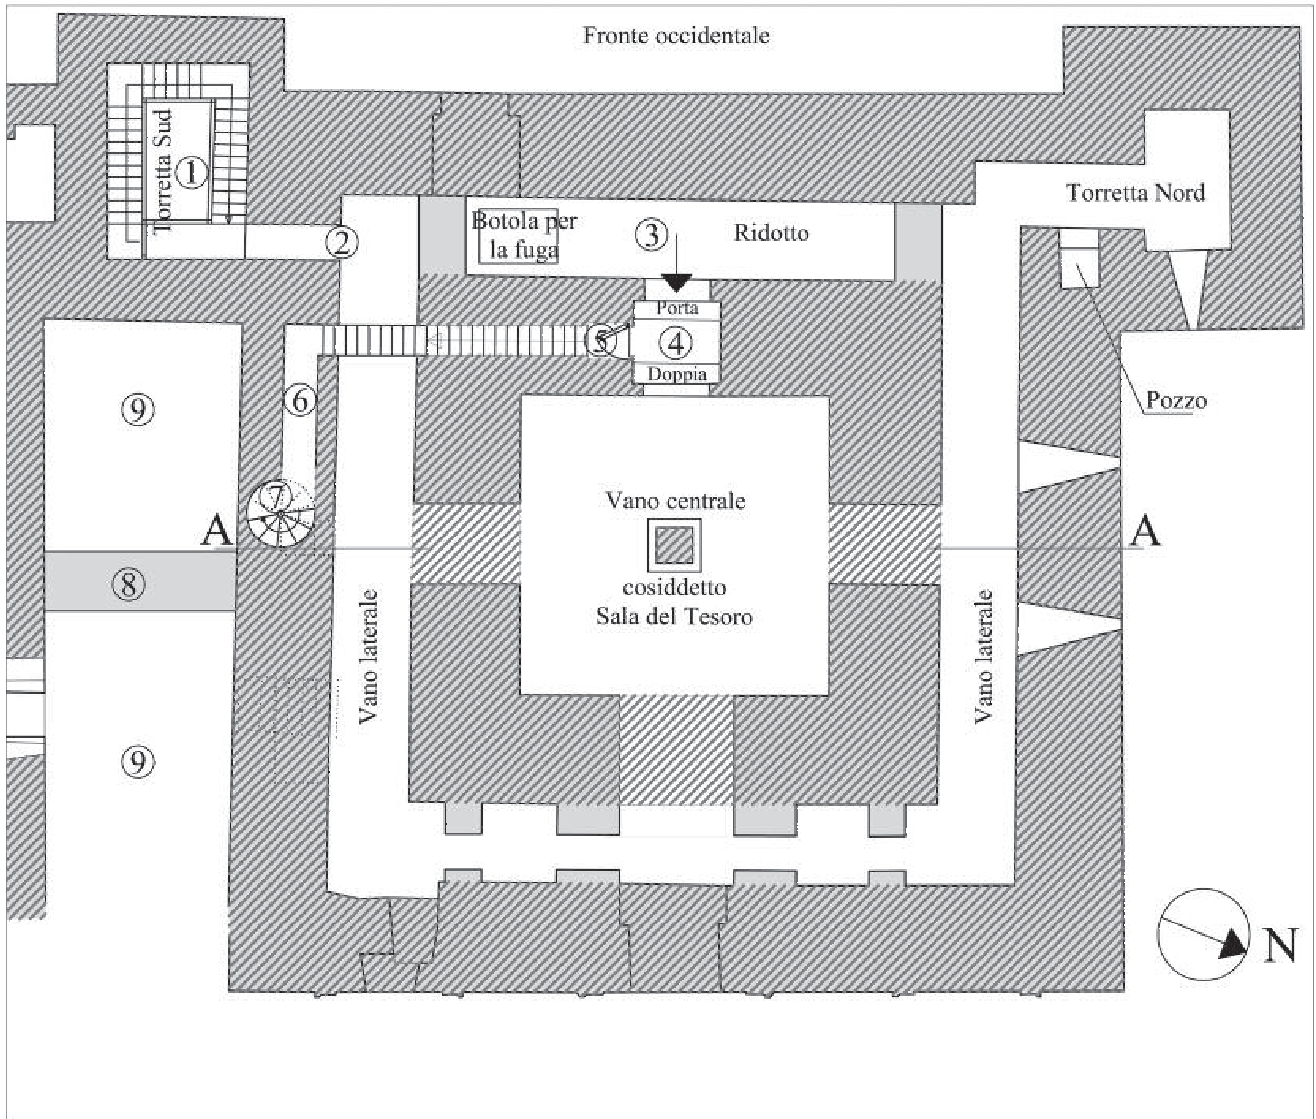 Fronte occidentale
Torretta Sud
1
2
Botola per
la fuga
3
Ridotto
Torretta Nord
Porta
4
Doppia
5
6
9
Pozzo
7
A
A
Vano centrale
cosiddetto
Sala del Tesoro
8
Vano laterale
Vano laterale
9
N